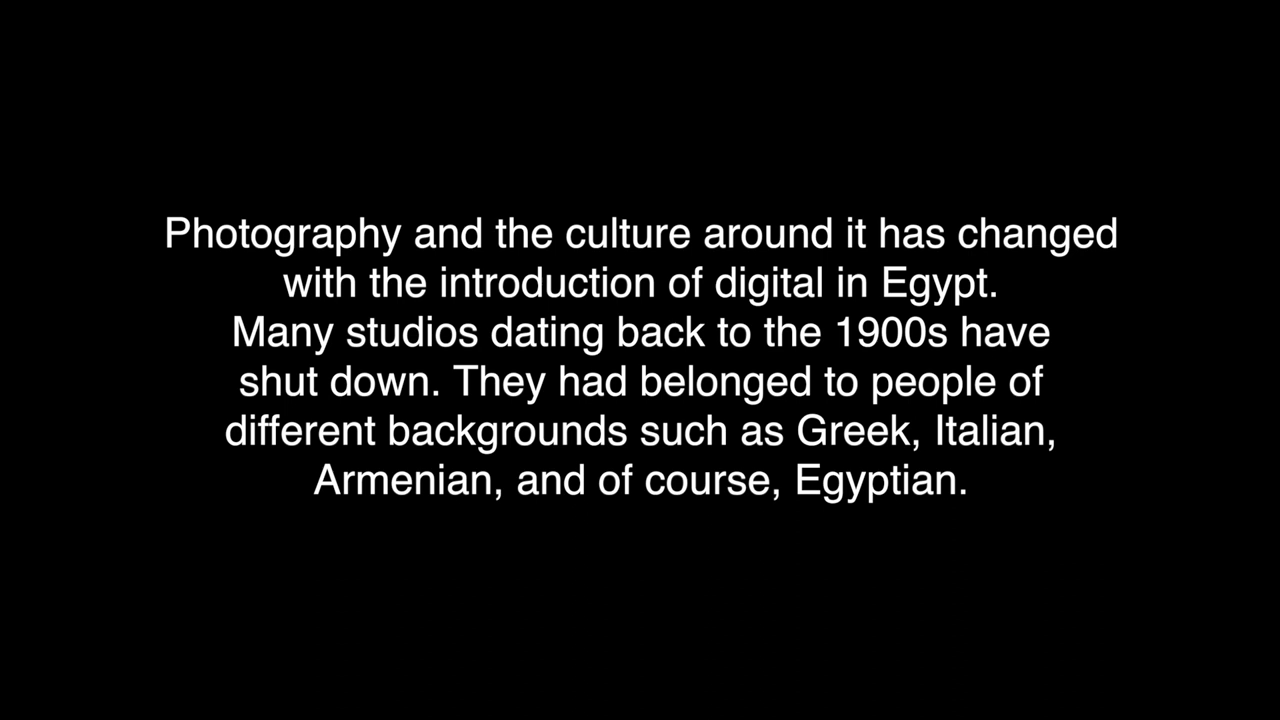 Photography and the culture around it has changed
with the introduction of digital in Egypt.
Many studios dating back to the 1900s have
shut down. They had belonged to people of
different backgrounds such as Greek, Italian,
Armenian, and of course, Egyptian.